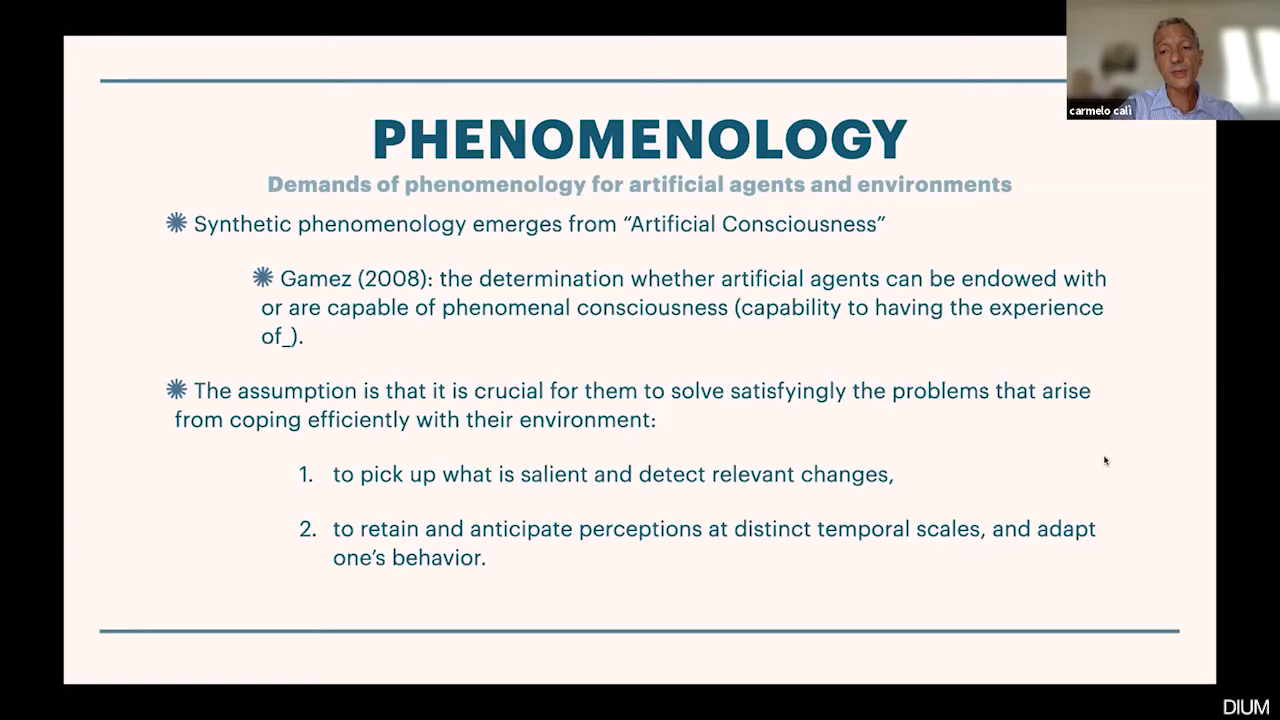 PHENOMENOLOGY
Demands of phenomenology for artificial agents and environments
Synthetic phenomenology emerges from “Artificial Consciousness”
Gamez (2008): the determination whether artificial agents can be endowed with
or are capable of phenomenal consciousness (capability to having the experience
of_).
The assumption is that it is crucial for them to solve satisfyingly the problems that arise
from coping efficiently with their environment:
1. to pick up what is salient and detect relevant changes,
2. to retain and anticipate perceptions at distinct temporal scales, and adapt
one’s behavior.
carmelo calì
DIUM